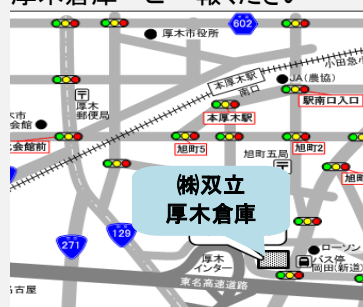 厚木倉庫
602
厚木市役所
小田急
本厚木駅
南口
JA(農協)
駅南口入口
厚木
郵便局
本厚木駅
会館
会館前
旭町5
旭町五局
旭町2
旭町
㈱双立
厚木倉庫
129
271
厚木
インター
ローソン
バス停
岡田(新道)
東名高速道路
名古屋